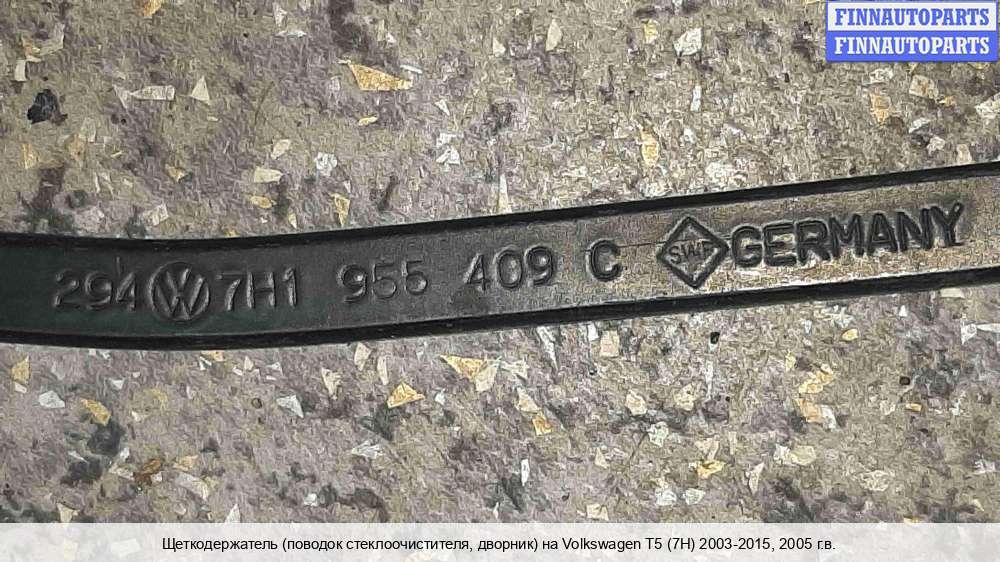 FINNAUTOPARTS
FINNAUTOPARTS
294 VW 7H1 955 409 C SWF GERMANY
Щеткодержатель (поводок стеклоочистителя, дворник) на Volkswagen T5 (7H) 2003-2015, 2005 г.в.